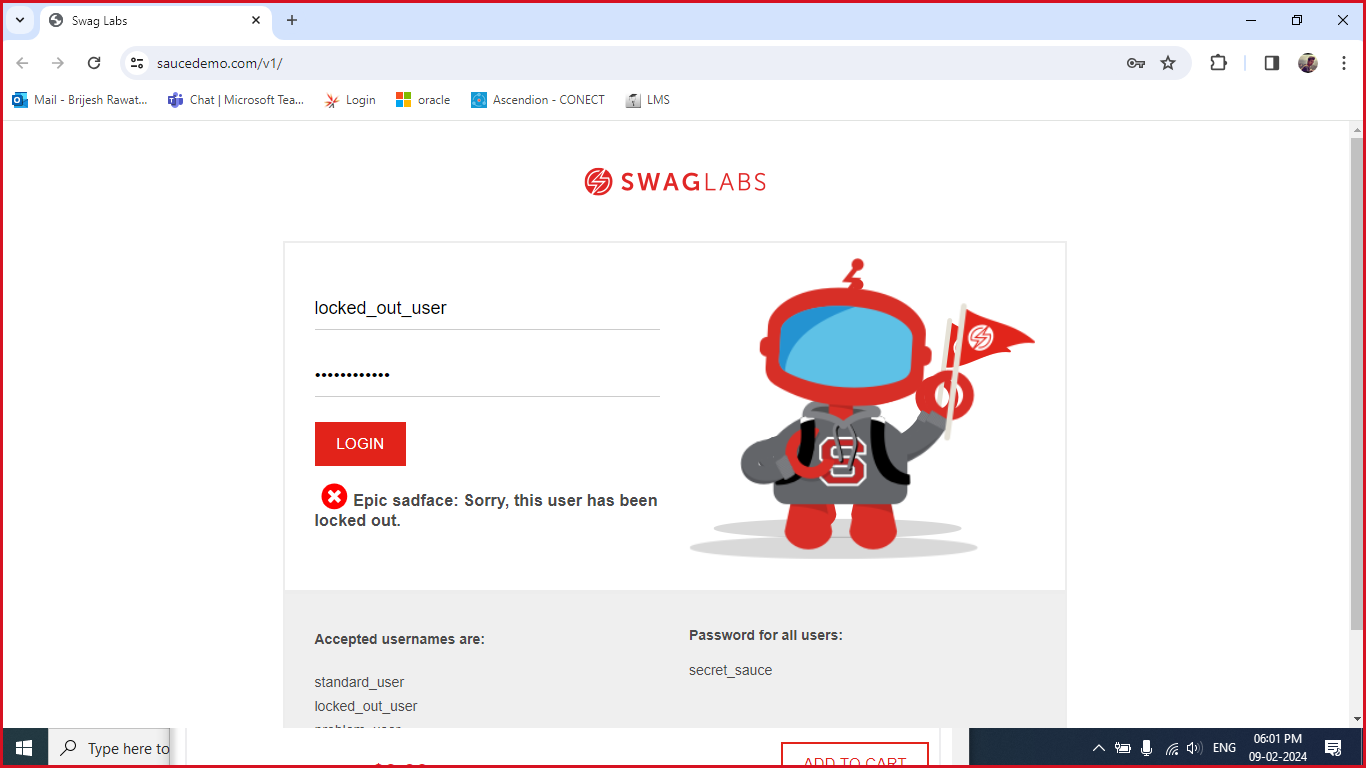 Swag Labs
saucedemo.com/v1/
Mail - Brijesh Rawat...
Chat | Microsoft Tea...
Login
oracle
Ascendion - CONECT
LMS
SWAGLABS
locked_out_user
••••••••••••
LOGIN
Epic sadface: Sorry, this user has been
locked out.
S
Accepted usernames are:
standard_user
locked_out_user
problem_user
Password for all users:
secret_sauce
Type here to
ADD TO CART
ENG
06:01 PM
09-02-2024